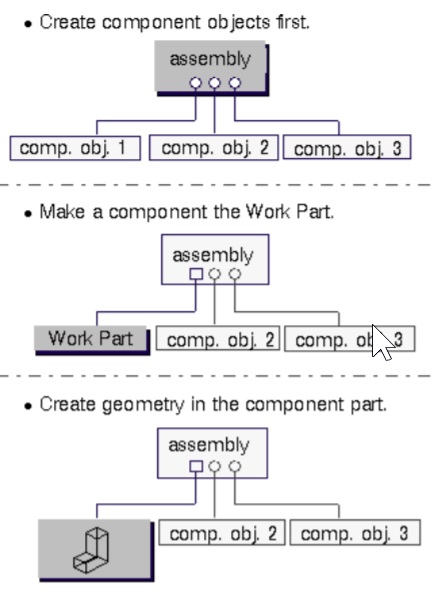 • Create component objects first.
assembly
comp. obj. 1
comp. obj. 2
comp. obj. 3
• Make a component the Work Part.
assembly
Work Part
comp. obj. 2
comp. obj. 3
• Create geometry in the component part.
assembly
comp. obj. 2
comp. obj. 3